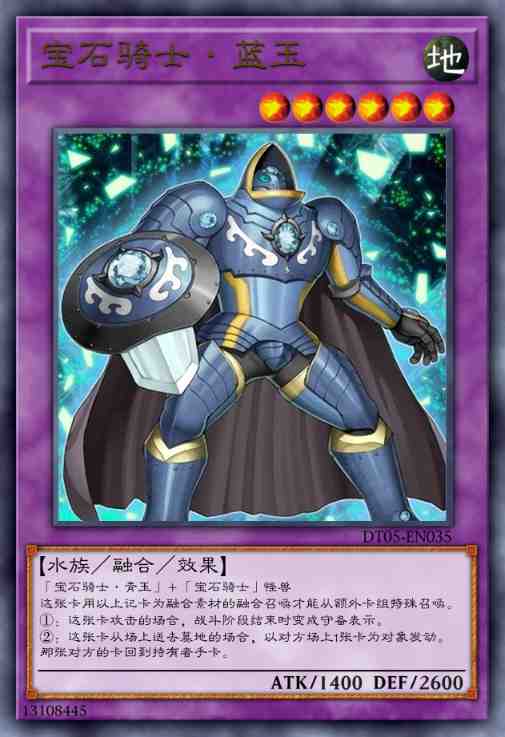 宝石骑士・蓝玉
地
DT05-EN035
【水族／融合／效果】
「宝石骑士・青玉」+「宝石骑士」怪兽
这张卡用以上记卡为融合素材的融合召唤才能从额外卡组特殊召唤。
①：这张卡攻击的场合，战斗阶段结束时变成守备表示。
②：这张卡从场上送去墓地的场合，以对方场上1张卡为对象发动。
那张对方的卡回到持有者手卡。
ATK/1400 DEF/2600
13108445